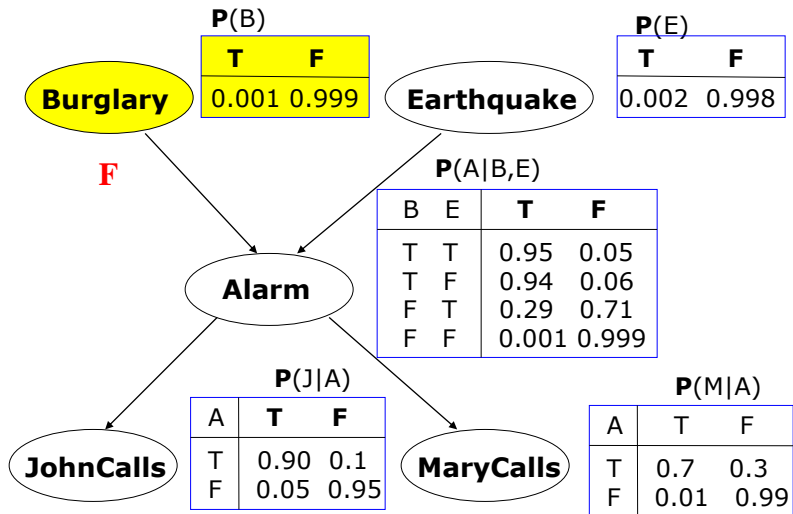 P(B)
T F
0.001 0.999
Burglary
P(E)
T F
0.002 0.998
Earthquake
F
P(A|B,E)
B E T F
T T 0.95 0.05
T F 0.94 0.06
F T 0.29 0.71
F F 0.001 0.999
Alarm
P(J|A)
A T F
T 0.90 0.1
F 0.05 0.95
JohnCalls
P(M|A)
A T F
T 0.7 0.3
F 0.01 0.99
MaryCalls